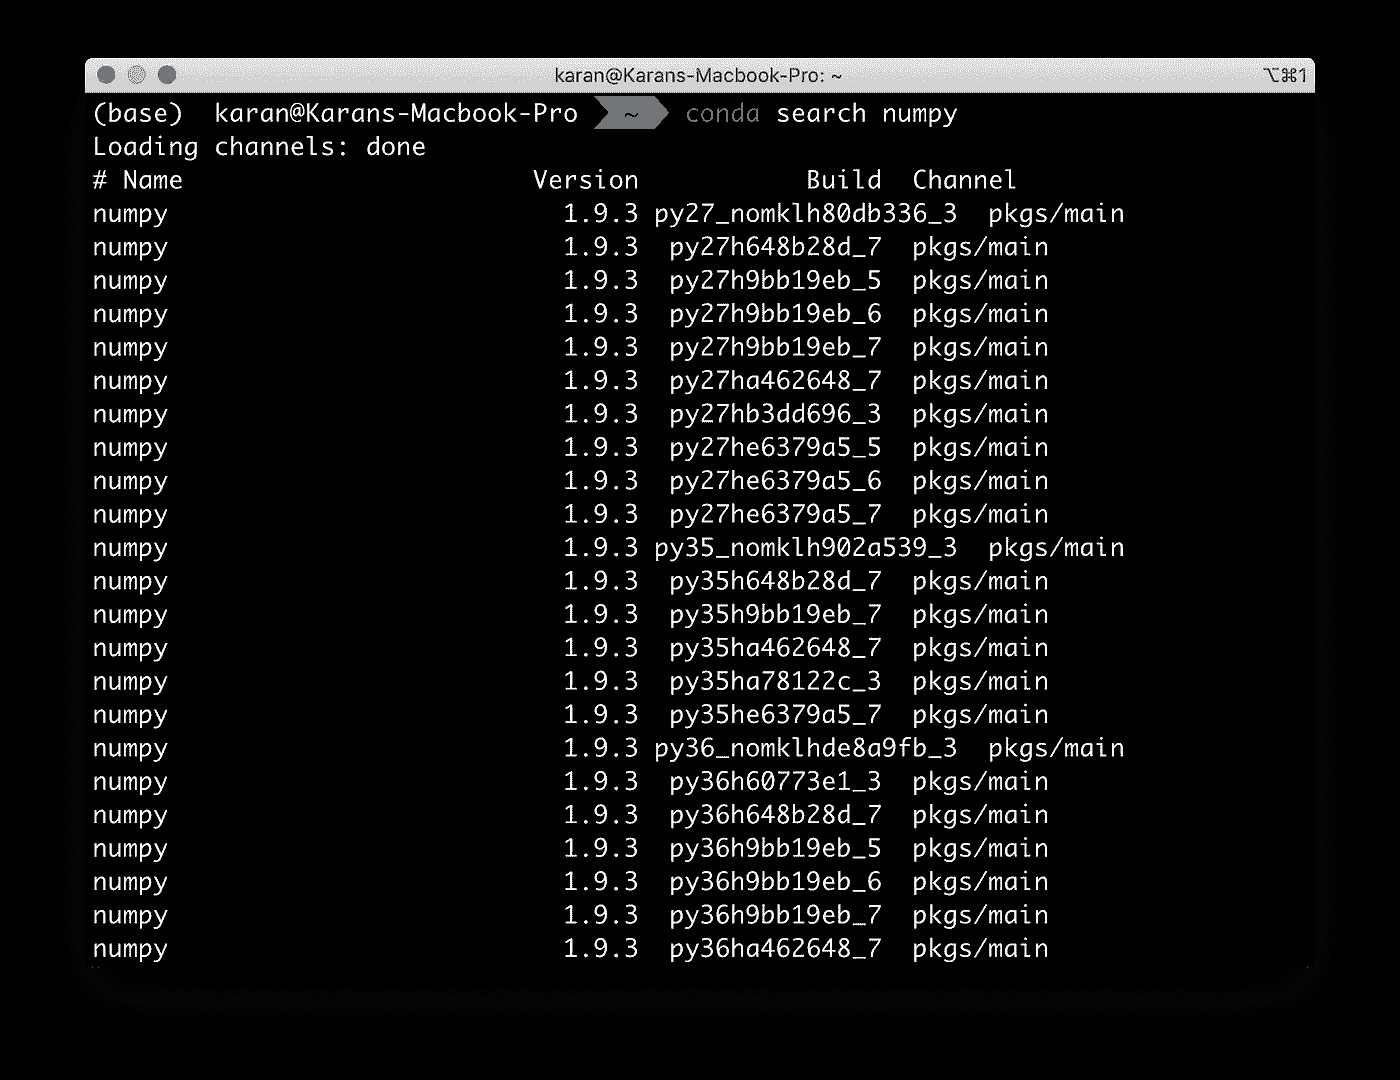 karan@Karans-Macbook-Pro: ~ ⌥⌘1
(base) karan@Karans-Macbook-Pro ~ conda search numpy
Loading channels: done
# Name Version Build Channel
numpy 1.9.3 py27_nomklh80db336_3 pkgs/main
numpy 1.9.3 py27h648b28d_7 pkgs/main
numpy 1.9.3 py27h9bb19eb_5 pkgs/main
numpy 1.9.3 py27h9bb19eb_6 pkgs/main
numpy 1.9.3 py27h9bb19eb_7 pkgs/main
numpy 1.9.3 py27ha462648_7 pkgs/main
numpy 1.9.3 py27hb3dd696_3 pkgs/main
numpy 1.9.3 py27he6379a5_5 pkgs/main
numpy 1.9.3 py27he6379a5_6 pkgs/main
numpy 1.9.3 py27he6379a5_7 pkgs/main
numpy 1.9.3 py35_nomklh902a539_3 pkgs/main
numpy 1.9.3 py35h648b28d_7 pkgs/main
numpy 1.9.3 py35h9bb19eb_7 pkgs/main
numpy 1.9.3 py35ha462648_7 pkgs/main
numpy 1.9.3 py35ha78122c_3 pkgs/main
numpy 1.9.3 py35he6379a5_7 pkgs/main
numpy 1.9.3 py36_nomklhde8a9fb_3 pkgs/main
numpy 1.9.3 py36h60773e1_3 pkgs/main
numpy 1.9.3 py36h648b28d_7 pkgs/main
numpy 1.9.3 py36h9bb19eb_5 pkgs/main
numpy 1.9.3 py36h9bb19eb_6 pkgs/main
numpy 1.9.3 py36h9bb19eb_7 pkgs/main
numpy 1.9.3 py36ha462648_7 pkgs/main